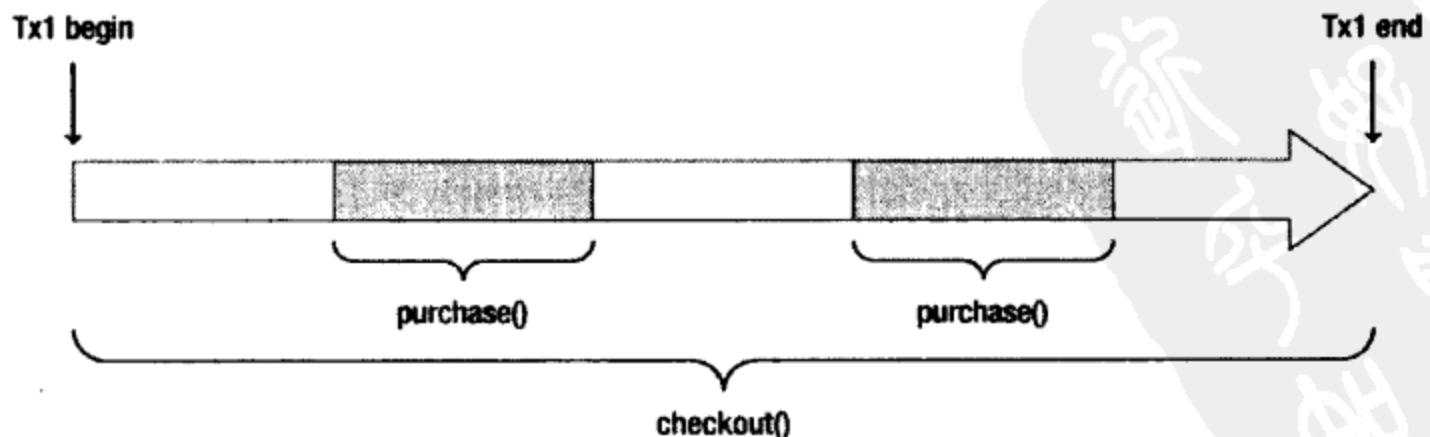 Tx1 begin
Tx1 end
purchase()
purchase()
checkout()